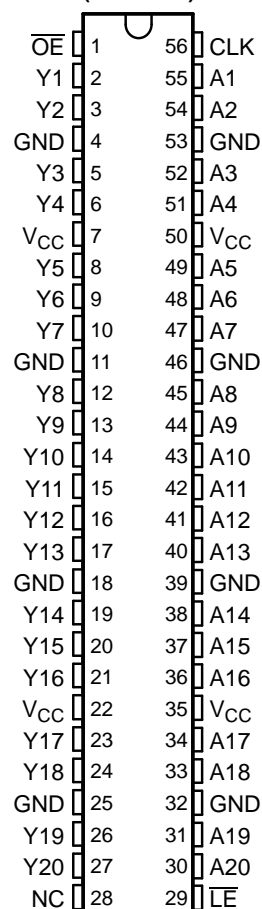 OE 1 56 CLK
Y1 2 55 A1
Y2 3 54 A2
GND 4 53 GND
Y3 5 52 A3
Y4 6 51 A4
VCC 7 50 VCC
Y5 8 49 A5
Y6 9 48 A6
Y7 10 47 A7
GND 11 46 GND
Y8 12 45 A8
Y9 13 44 A9
Y10 14 43 A10
Y11 15 42 A11
Y12 16 41 A12
Y13 17 40 A13
GND 18 39 GND
Y14 19 38 A14
Y15 20 37 A15
Y16 21 36 A16
VCC 22 35 VCC
Y17 23 34 A17
Y18 24 33 A18
GND 25 32 GND
Y19 26 31 A19
Y20 27 30 A20
NC 28 29 LE